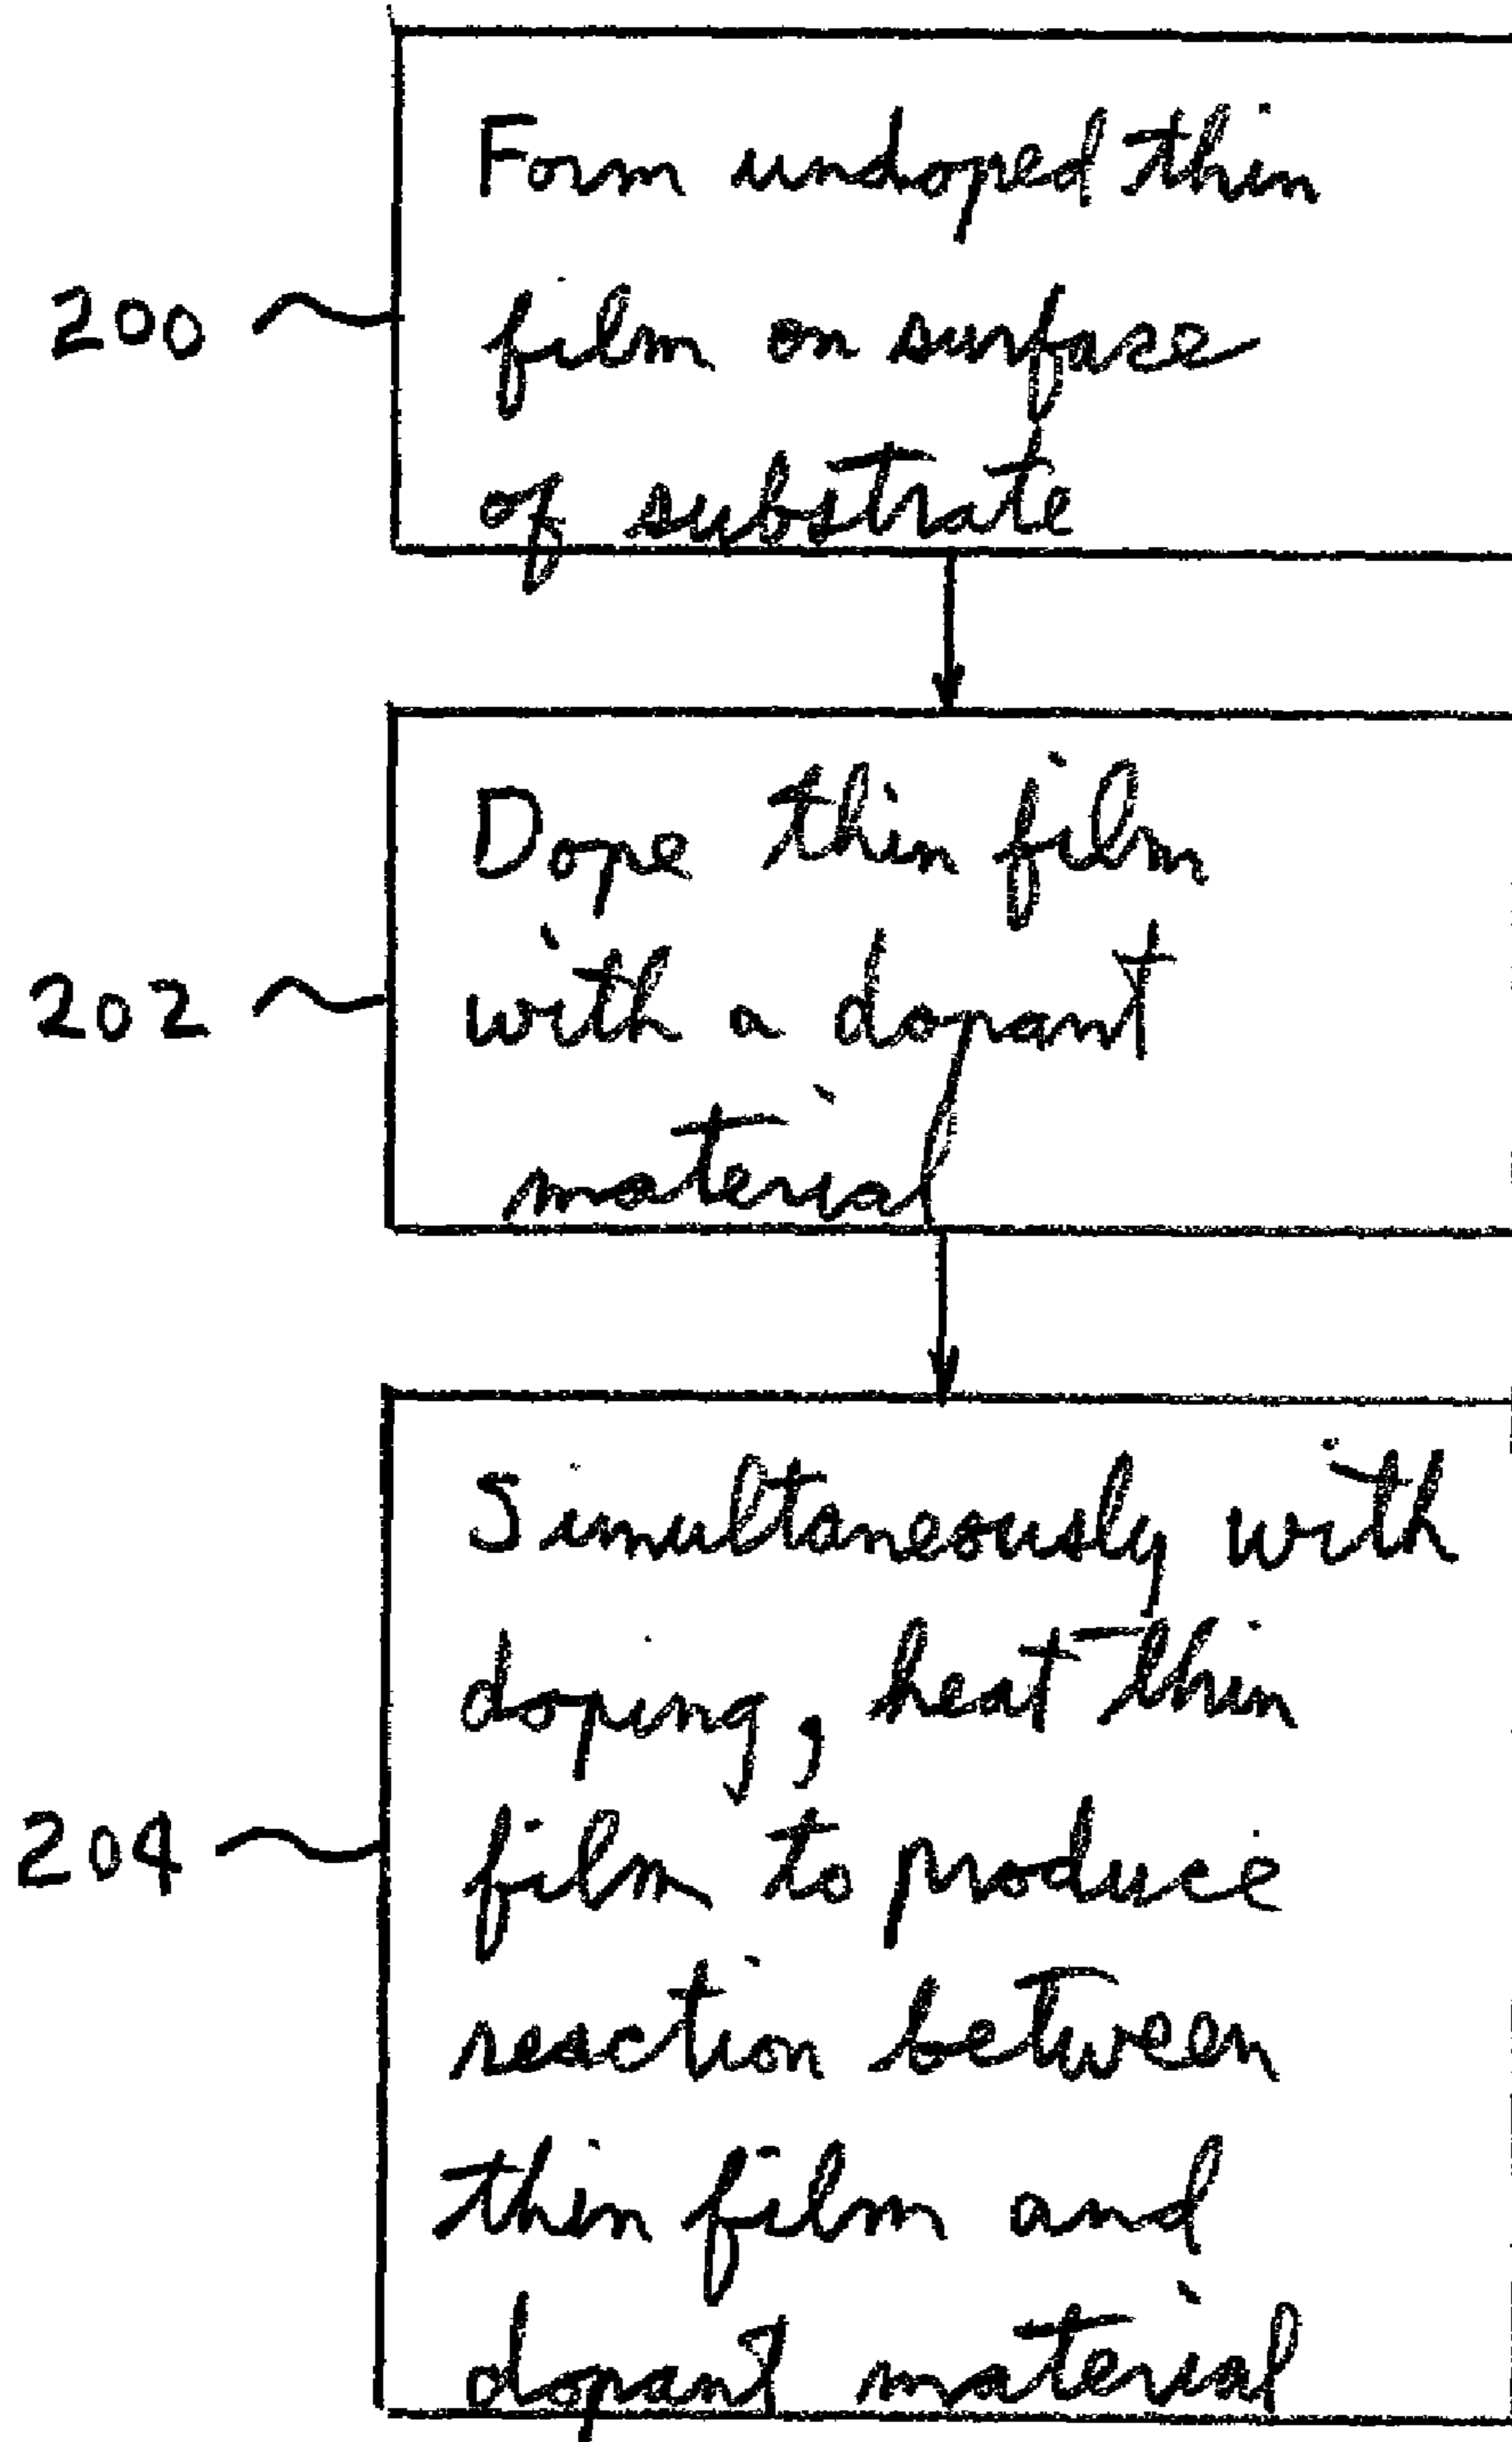 Form undoped thin
200
film on surface
of substrate
Dope thin film
202
with a dopant
material
Simultaneously with
doping, heat thin
204
film to produce
reaction between
thin film and
dopant material